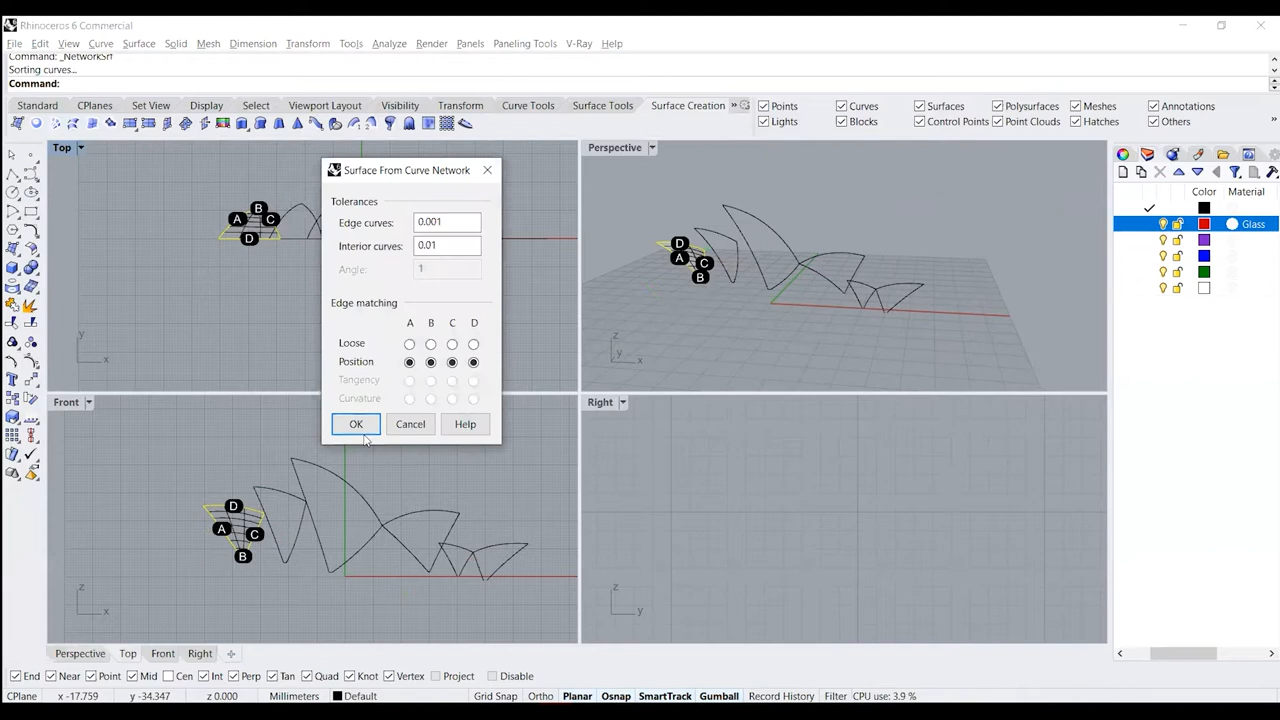 Rhinoceros 6 Commercial
File Edit View Curve Surface Solid Mesh Dimension Transform Tools Analyze Render Panels Paneling Tools V-Ray Help
Command: _NetworkSrf
Sorting curves...
Command:
Standard CPlanes Set View Display Select Viewport Layout Visibility Transform Curve Tools Surface Tools Surface Creation »
Points Curves Surfaces Polysurfaces Meshes Annotations
Lights Blocks Control Points Point Clouds Hatches Others »
Top
Perspective
Surface From Curve Network
Tolerances
Edge curves: 0.001
Interior curves: 0.01
Angle: 1
Edge matching
A B C D
Loose
Position
Tangency
Curvature
OK Cancel Help
Color Material
Glass
B
A C
D
D
A C
B
y
x
z
y x
Front
Right
D
A C
B
z
x
z
y
Perspective Top Front Right
End Near Point Mid Cen Int Perp Tan Quad Knot Vertex Project Disable
CPlane x -17.759 y -34.347 z 0.000 Millimeters Default Grid Snap Ortho Planar Osnap SmartTrack Gumball Record History Filter CPU use: 3.9 %